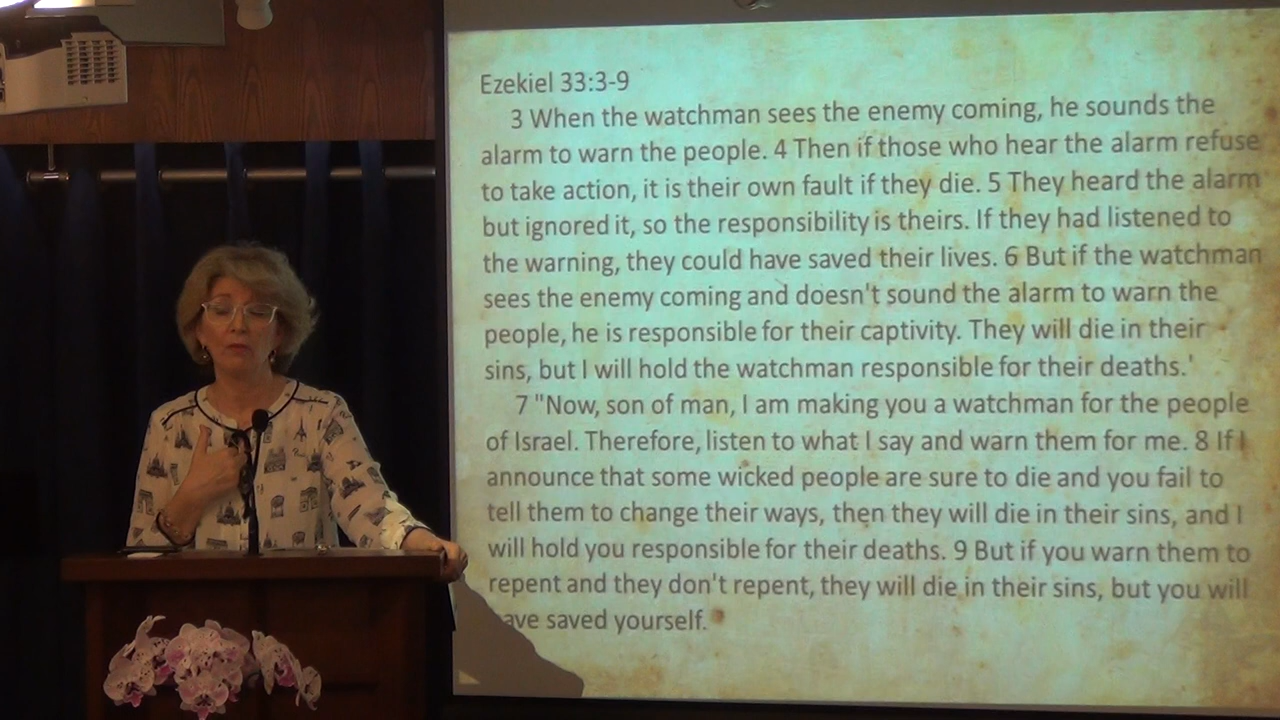 Ezekiel 33:3-9
3 When the watchman sees the enemy coming, he sounds the
alarm to warn the people. 4 Then if those who hear the alarm refuse
to take action, it is their own fault if they die. 5 They heard the alarm
but ignored it, so the responsibility is theirs. If they had listened to
the warning, they could have saved their lives. 6 But if the watchman
sees the enemy coming and doesn't sound the alarm to warn the
people, he is responsible for their captivity. They will die in their
sins, but I will hold the watchman responsible for their deaths.'
7 "Now, son of man, I am making you a watchman for the people
of Israel. Therefore, listen to what I say and warn them for me. 8 If I
announce that some wicked people are sure to die and you fail to
tell them to change their ways, then they will die in their sins, and I
will hold you responsible for their deaths. 9 But if you warn them to
repent and they don't repent, they will die in their sins, but you will
ave saved yourself.